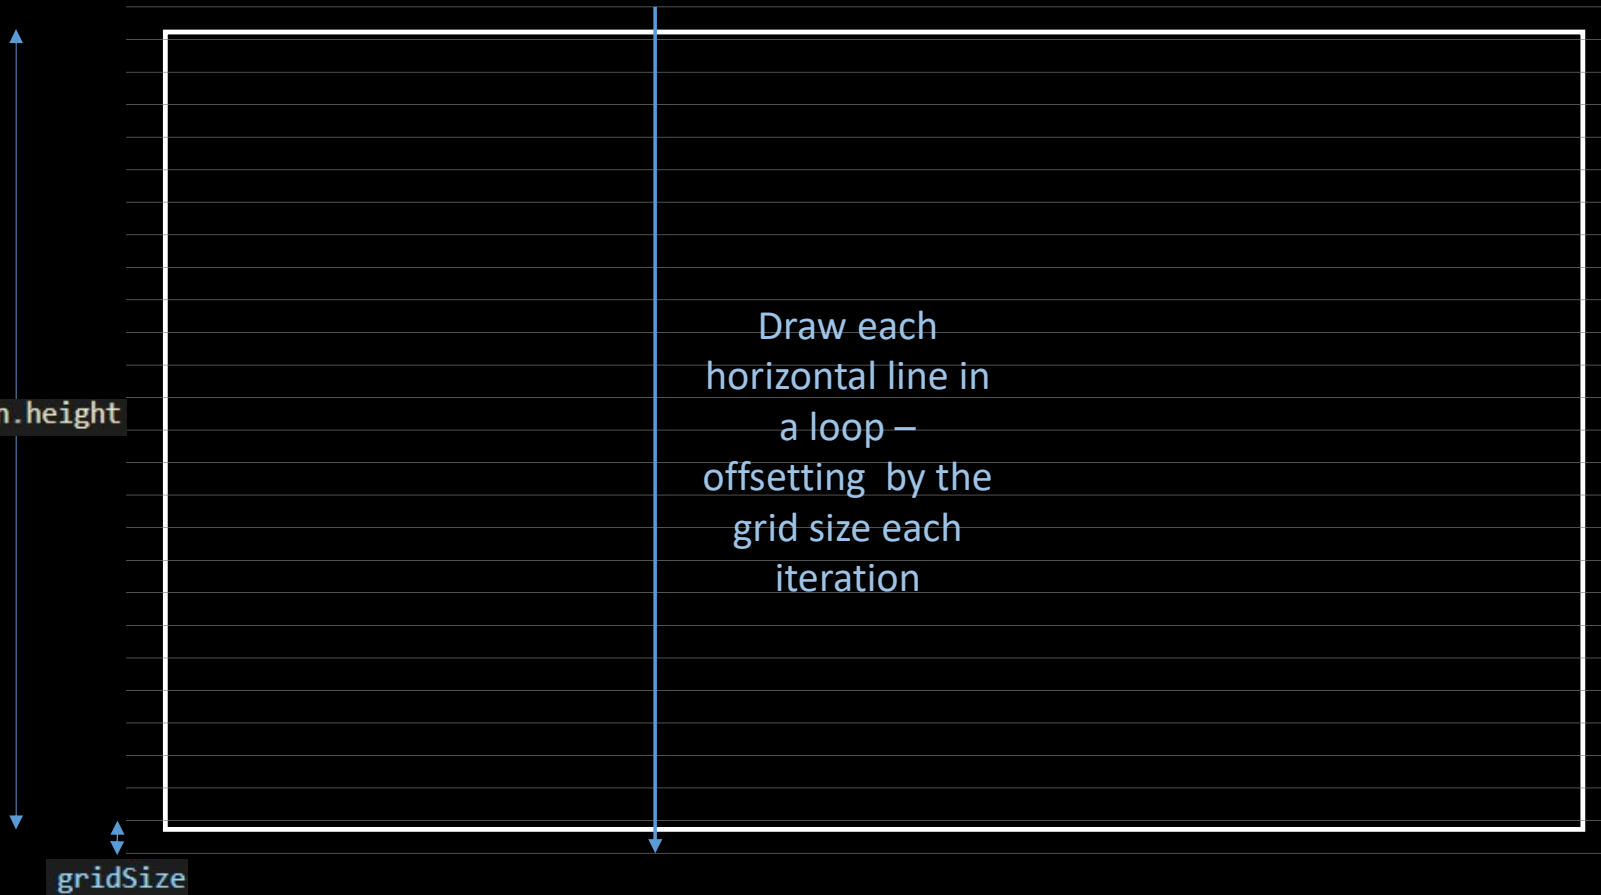 Draw each
horizontal line in
a loop –
offsetting  by the
grid size each
iteration
n.height
gridSize